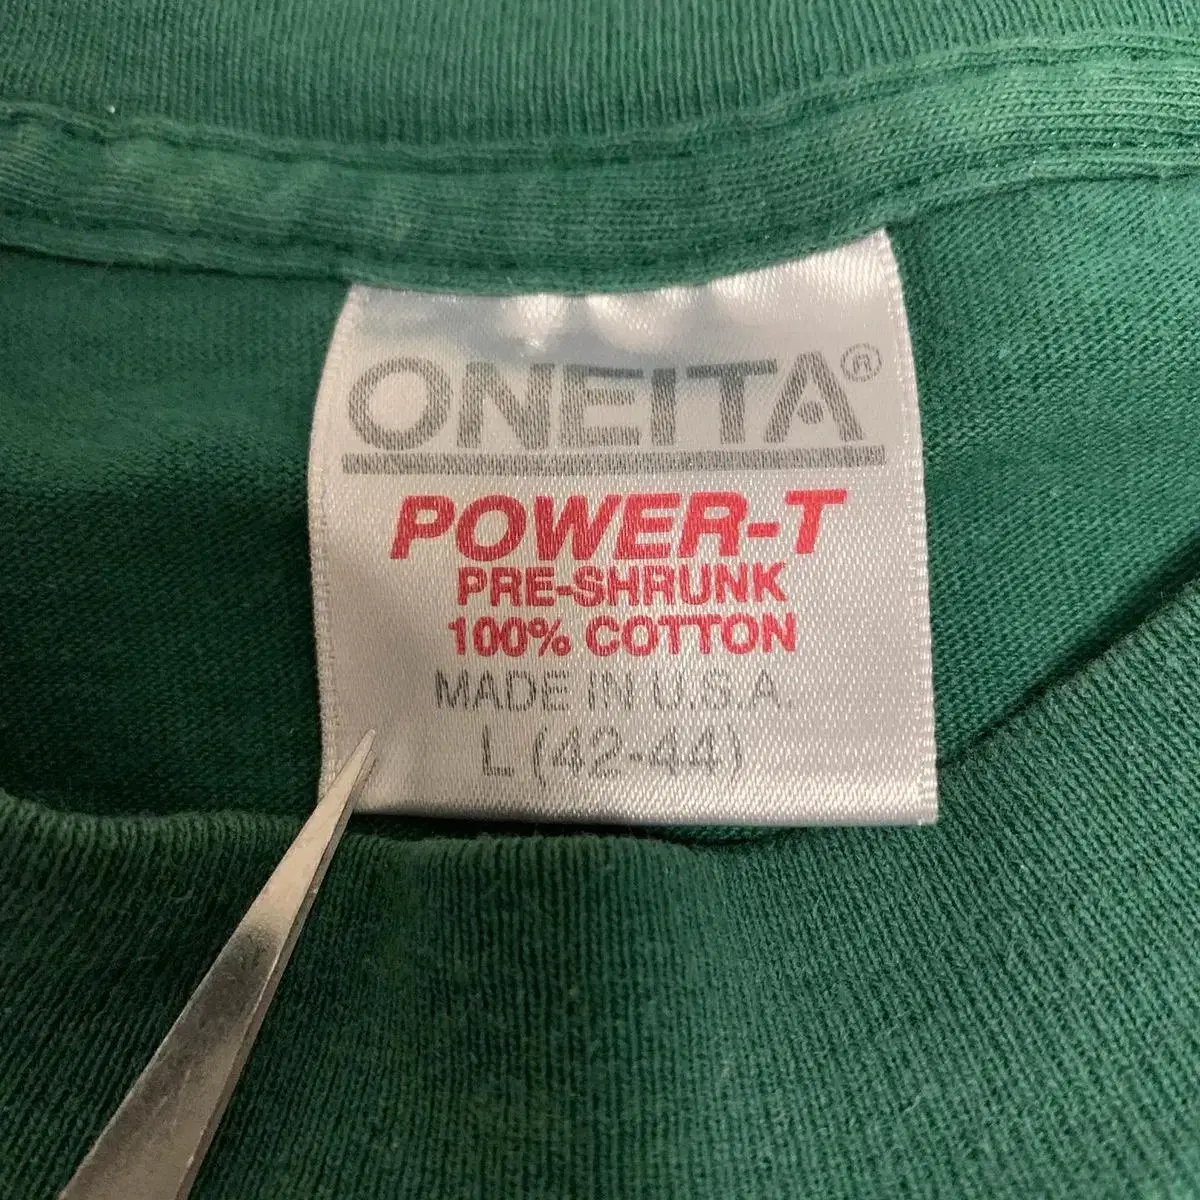 ONEITA®
POWER-T
PRE-SHRUNK
100% COTTON
MADE IN U.S.A.
L (42-44)